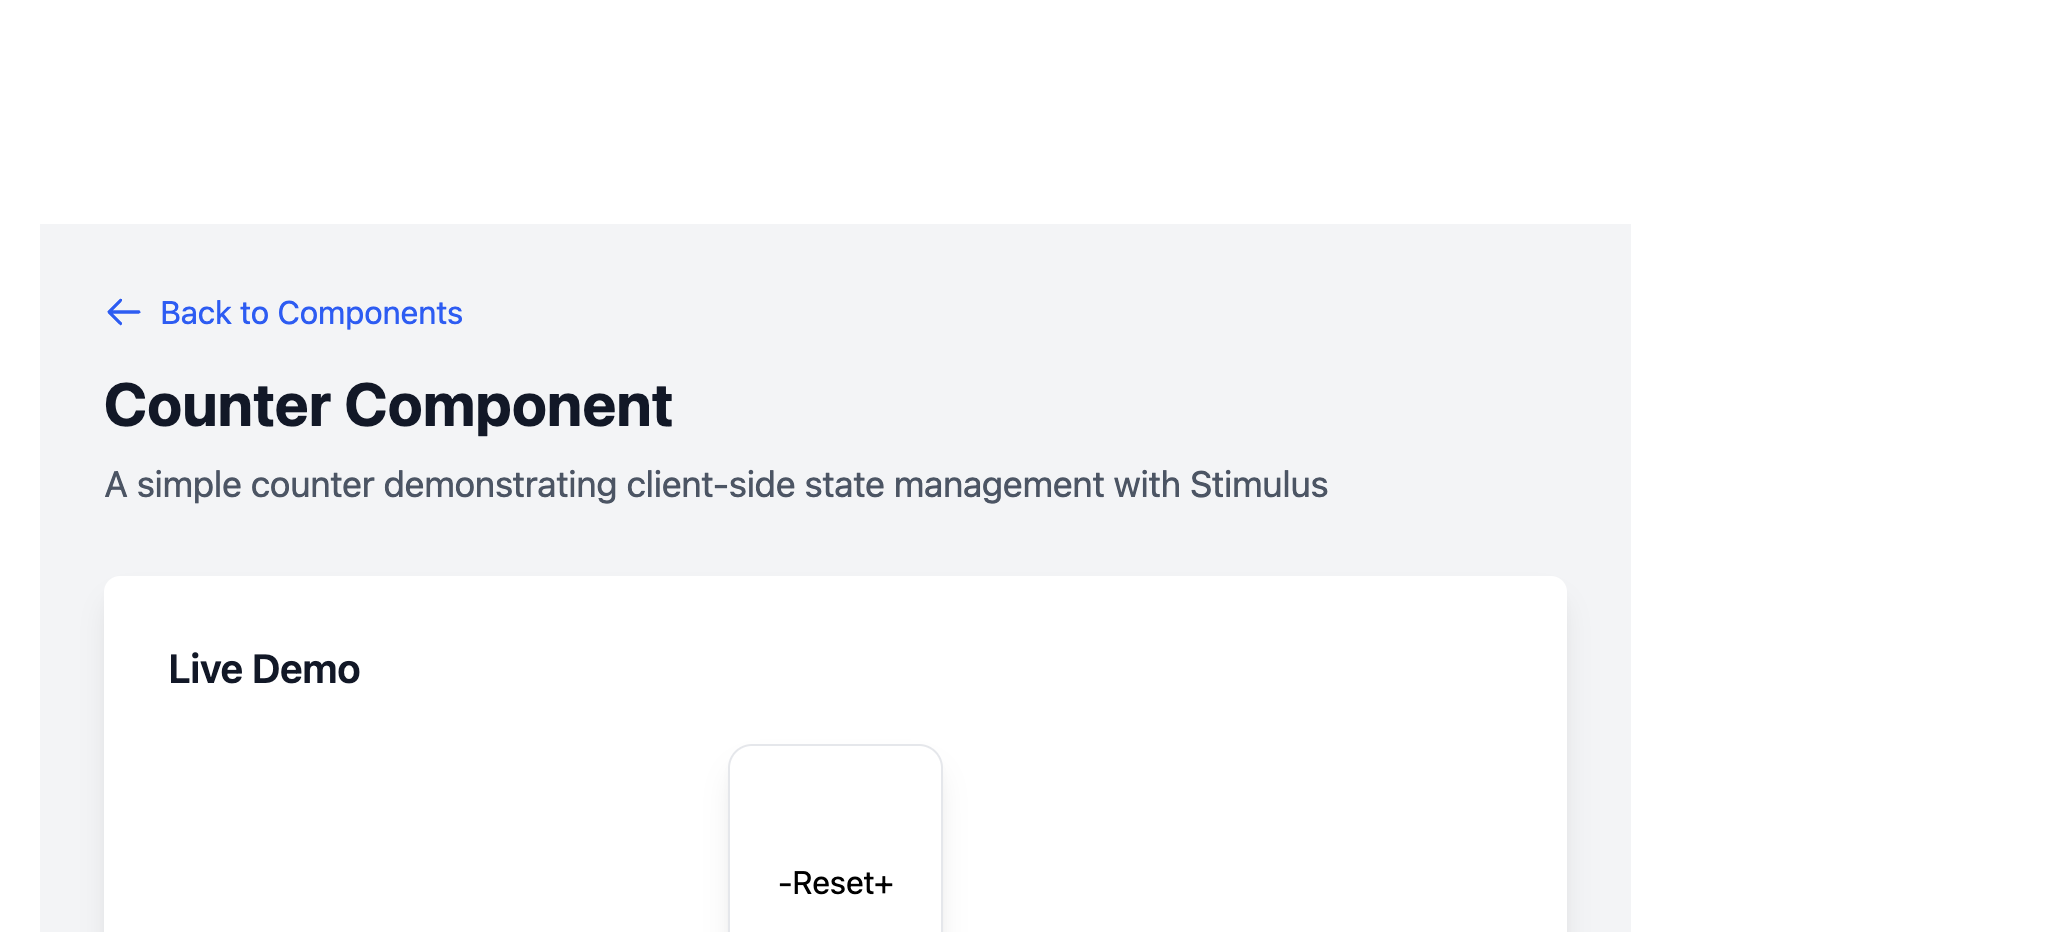 ← Back to Components
Counter Component
A simple counter demonstrating client-side state management with Stimulus
Live Demo
-Reset+